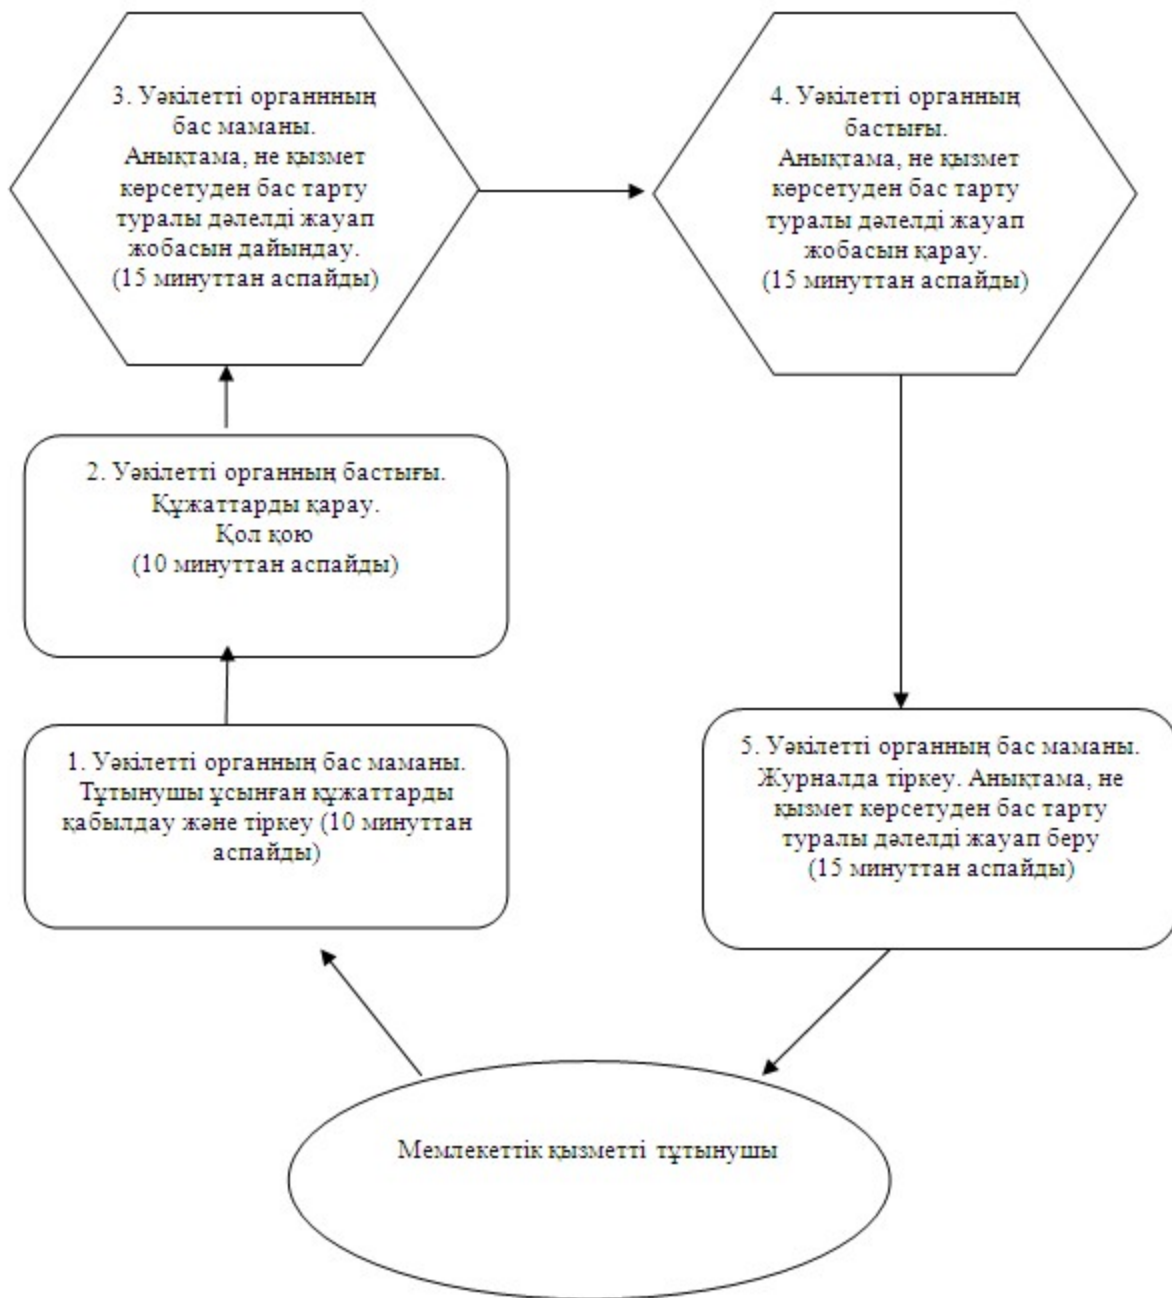 3. Уәкілетті органнның
бас маманы.
Анықтама, не қызмет
көрсетуден бас тарту
туралы дәлелді жауап
жобасын дайындау.
(15 минуттан аспайды)
4. Уәкілетті органның
бастығы.
Анықтама, не қызмет
көрсетуден бас тарту
туралы дәлелді жауап
жобасын қарау.
(15 минуттан аспайды)
2. Уәкілетті органның бастығы.
Құжаттарды қарау.
Қол қою
(10 минуттан аспайды)
1. Уәкілетті органның бас маманы.
Тұтынушы ұсынған құжаттарды
қабылдау және тіркеу (10 минуттан
аспайды)
5. Уәкілетті органның бас маманы.
Журналда тіркеу. Анықтама, не
қызмет көрсетуден бас тарту
туралы дәлелді жауап беру
(15 минуттан аспайды)
Мемлекеттік қызметті тұтынушы